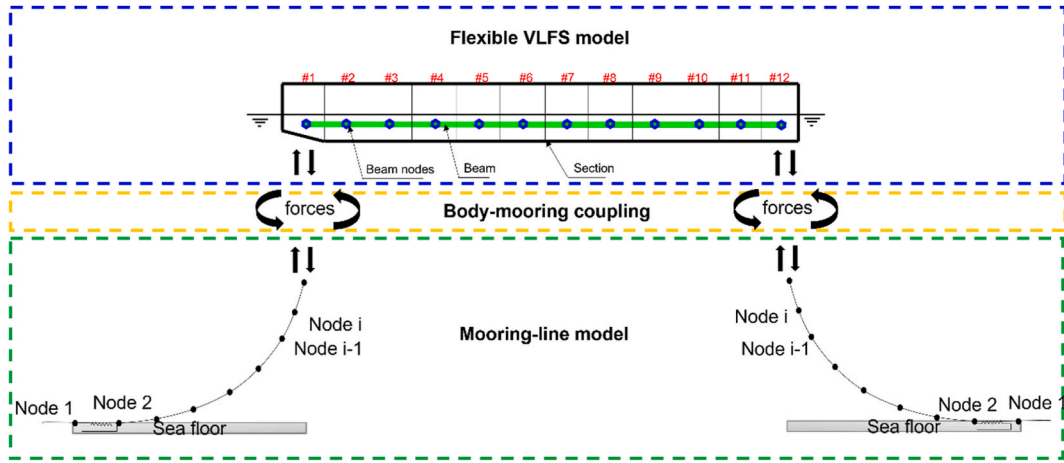 Flexible VLFS model
#1 #2 #3 #4 #5 #6 #7 #8 #9 #10 #11 #12
Beam nodes Beam Section
forces Body-mooring coupling forces
Node i Node i
Node i-1 Mooring-line model Node i-1
Node 1 Node 2 Node 2 Node 1
Sea floor Sea floor